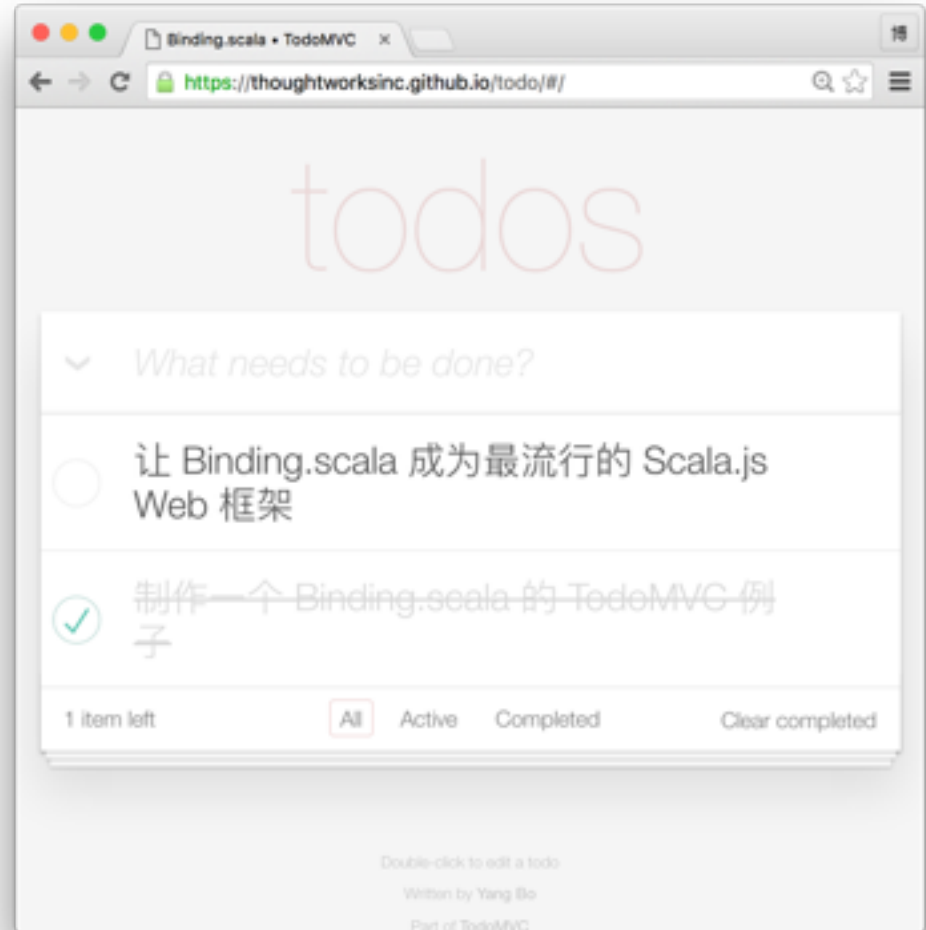 Binding.scala • TodoMVC
博
https://thoughtworksinc.github.io/todo/#/
todos
What needs to be done?
让 Binding.scala 成为最流行的 Scala.js
Web 框架
制作一个 Binding.scala 的 TodoMVC 例
子
1 item left All Active Completed Clear completed
Double-click to edit a todo
Written by Yang Bo
Part of TodoMVC